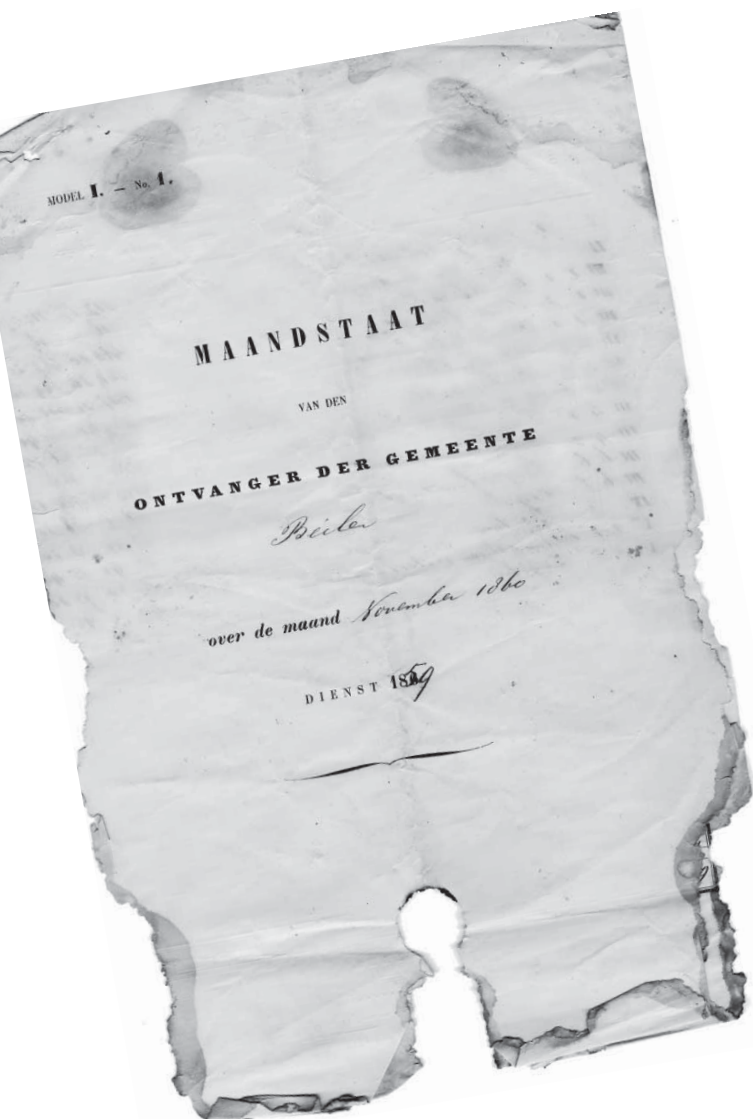 MODEL I. — No. 1.
MAANDSTAAT
VAN DEN
ONTVANGER DER GEMEENTE
Beilen
over de maand November 1860
DIENST 1859